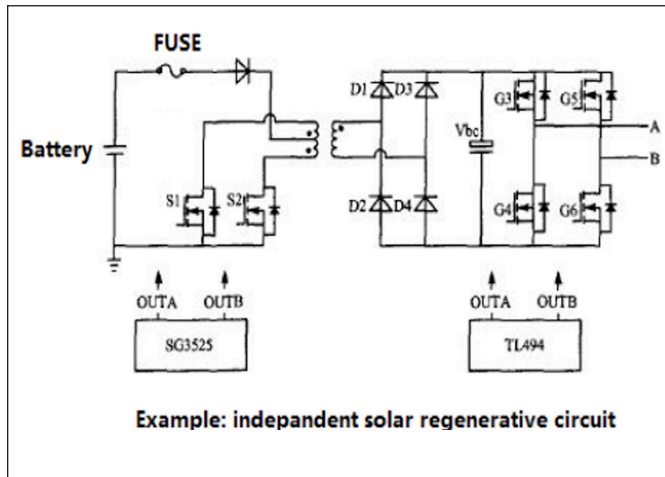 FUSE
Battery
S1
S2
D1
D3
D2
D4
Vbc
G3
G5
G4
G6
A
B
OUTA
OUTB
SG3525
OUTA
OUTB
TL494
Example: independant solar regenerative circuit